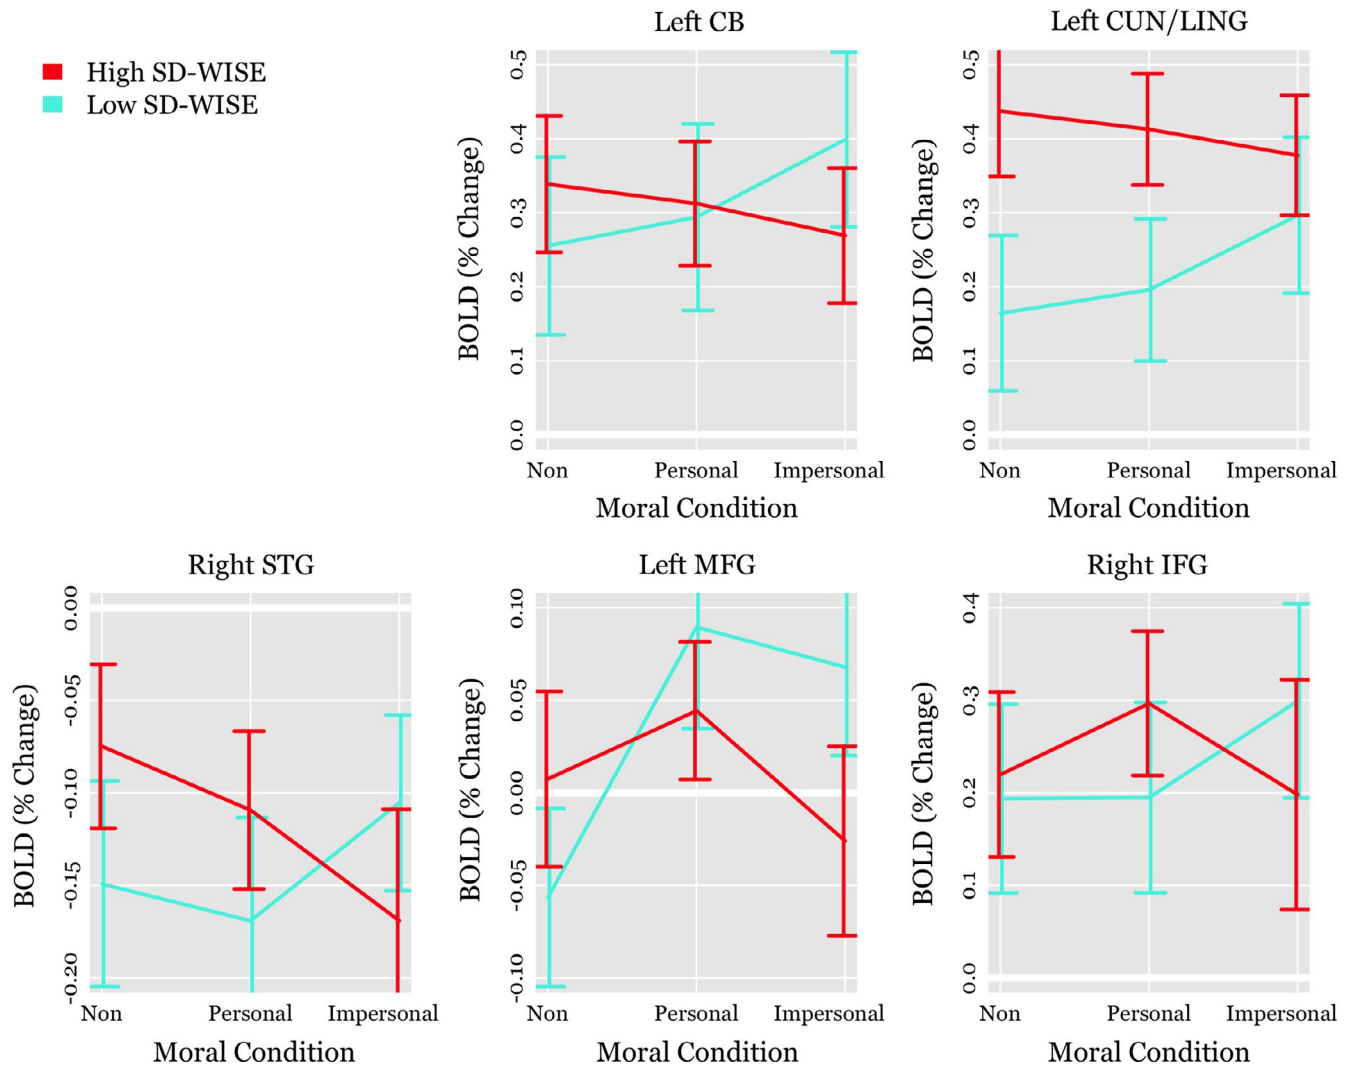 High SD-WISE
Low SD-WISE
Left CB
BOLD (% Change)
0.5
0.4
0.3
0.2
0.1
0.0
Non Personal Impersonal
Moral Condition
Left CUN/LING
BOLD (% Change)
0.5
0.4
0.3
0.2
0.1
0.0
Non Personal Impersonal
Moral Condition
Right STG
BOLD (% Change)
0.00
-0.05
-0.10
-0.15
-0.20
Non Personal Impersonal
Moral Condition
Left MFG
BOLD (% Change)
0.10
0.05
0.00
-0.05
-0.10
Non Personal Impersonal
Moral Condition
Right IFG
BOLD (% Change)
0.4
0.3
0.2
0.1
0.0
Non Personal Impersonal
Moral Condition